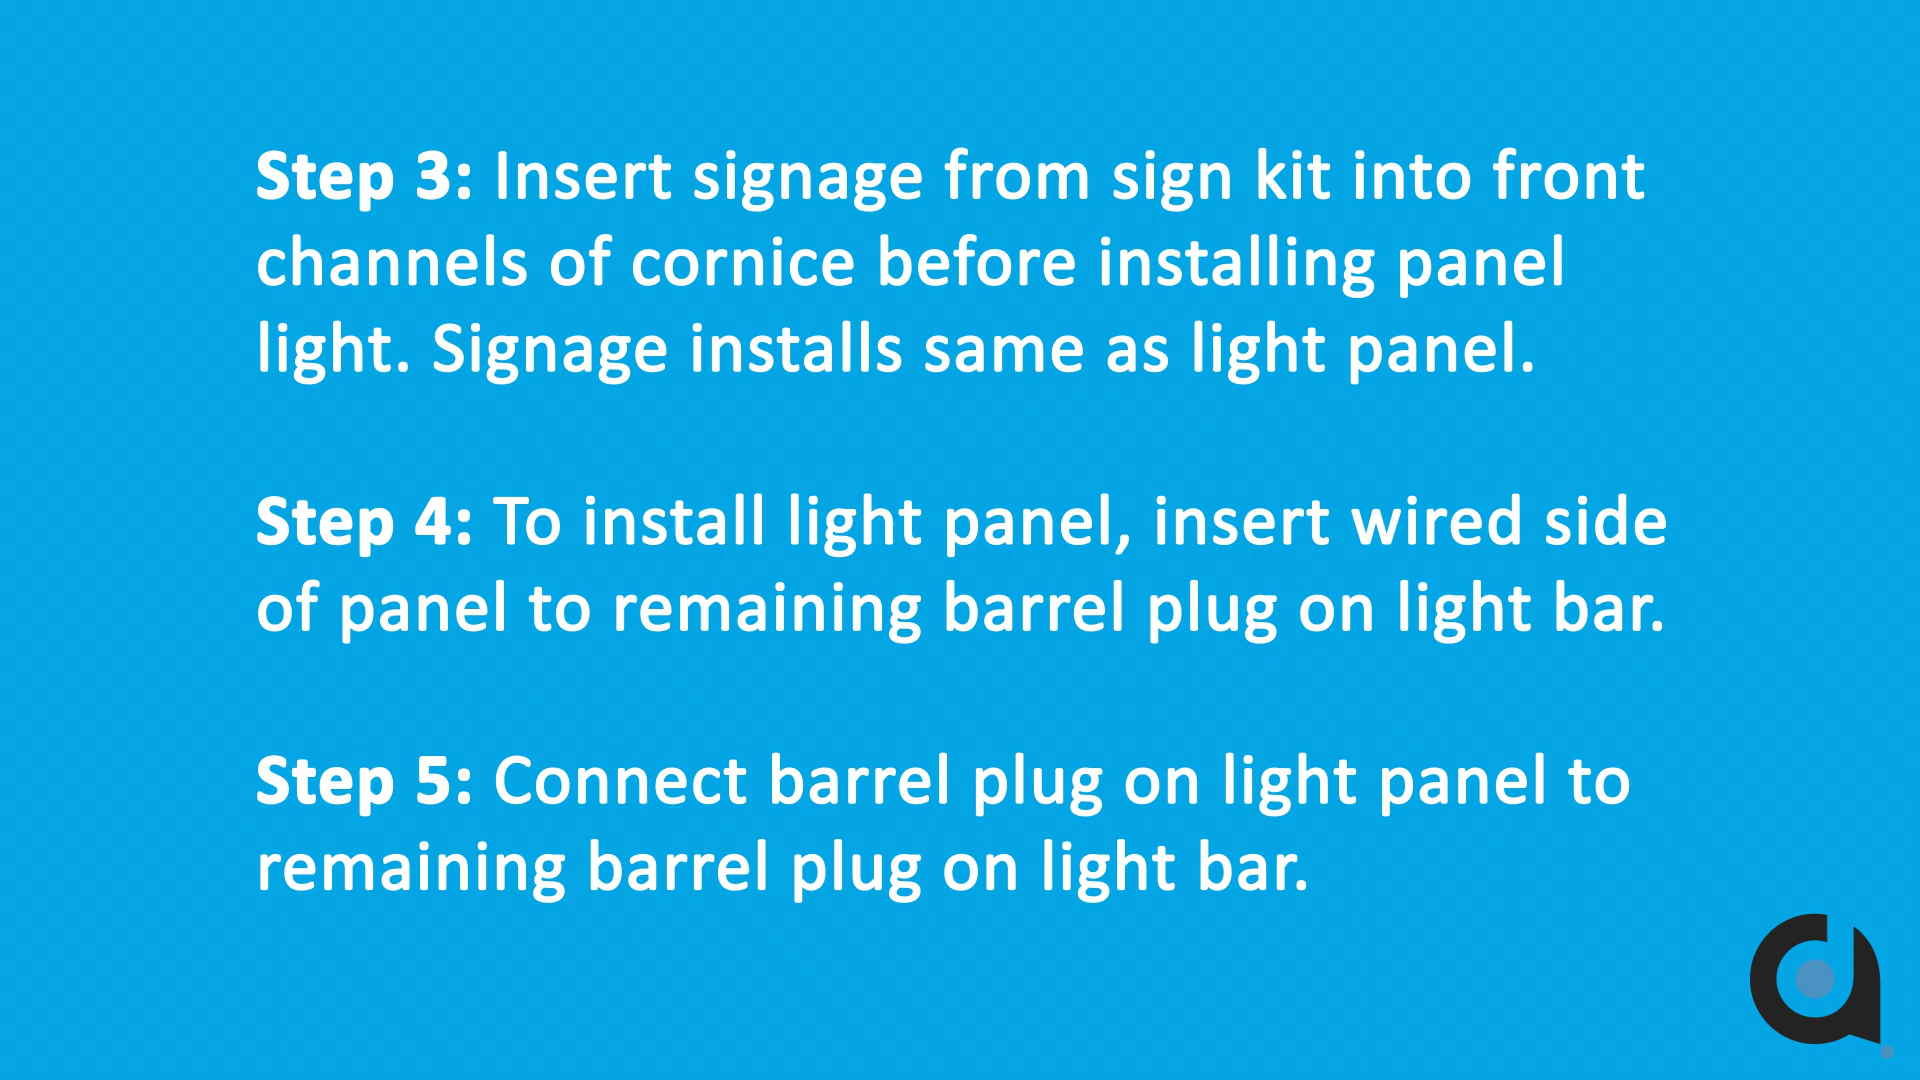 Step 3: Insert signage from sign kit into front
channels of cornice before installing panel
light. Signage installs same as light panel.
Step 4: To install light panel, insert wired side
of panel to remaining barrel plug on light bar.
Step 5: Connect barrel plug on light panel to
remaining barrel plug on light bar.